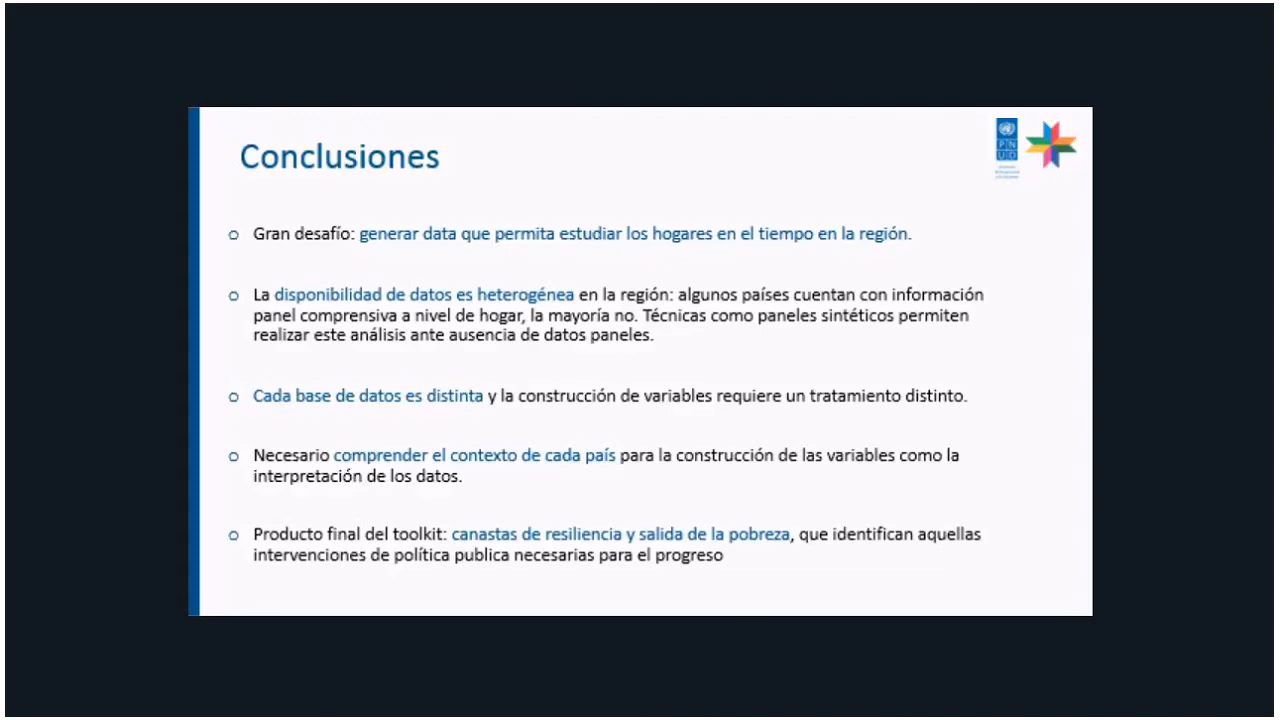 Conclusiones
P N
U D
○ Gran desafío: generar data que permita estudiar los hogares en el tiempo en la región.
○ La disponibilidad de datos es heterogénea en la región: algunos países cuentan con información
panel comprensiva a nivel de hogar, la mayoría no. Técnicas como paneles sintéticos permiten
realizar este análisis ante ausencia de datos paneles.
○ Cada base de datos es distinta y la construcción de variables requiere un tratamiento distinto.
○ Necesario comprender el contexto de cada país para la construcción de las variables como la
interpretación de los datos.
○ Producto final del toolkit: canastas de resiliencia y salida de la pobreza, que identifican aquellas
intervenciones de política publica necesarias para el progreso